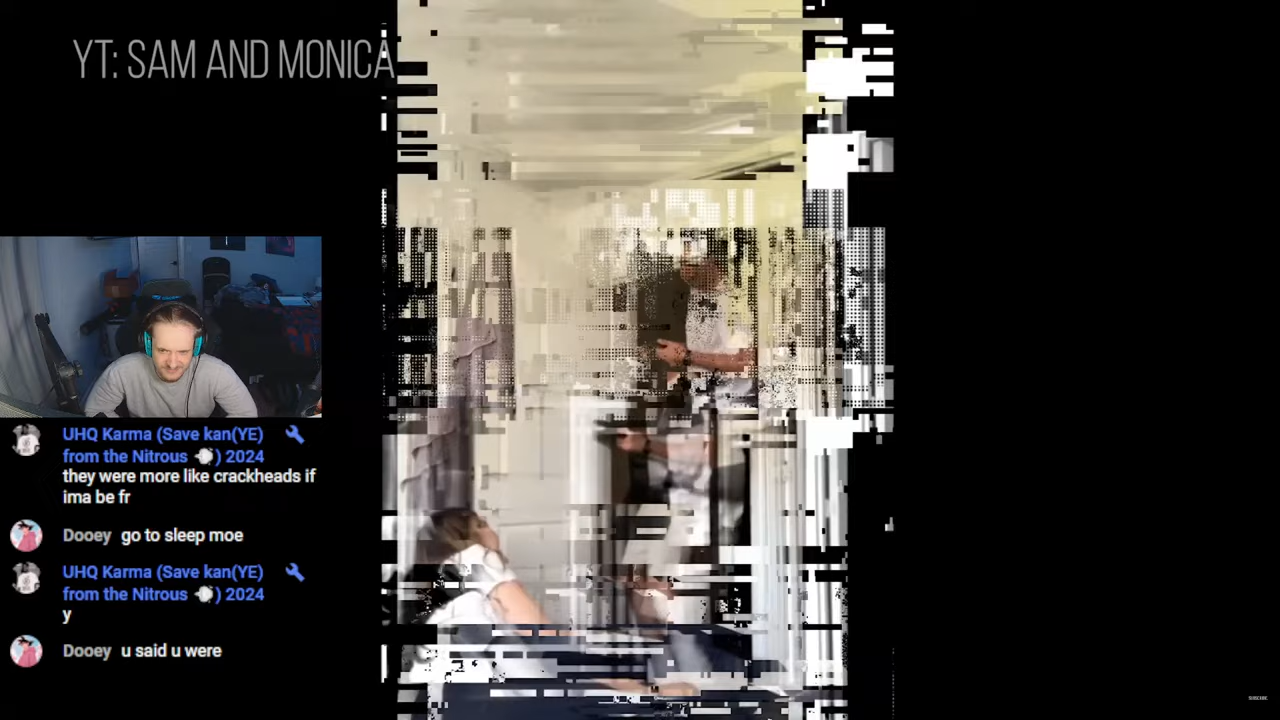 YT: SAM AND MONICA
UHQ Karma (Save kan(YE)
from the Nitrous ) 2024
they were more like crackheads if
ima be fr
Dooey go to sleep moe
UHQ Karma (Save kan(YE)
from the Nitrous ) 2024
y
Dooey u said u were
SUBSCRIBE